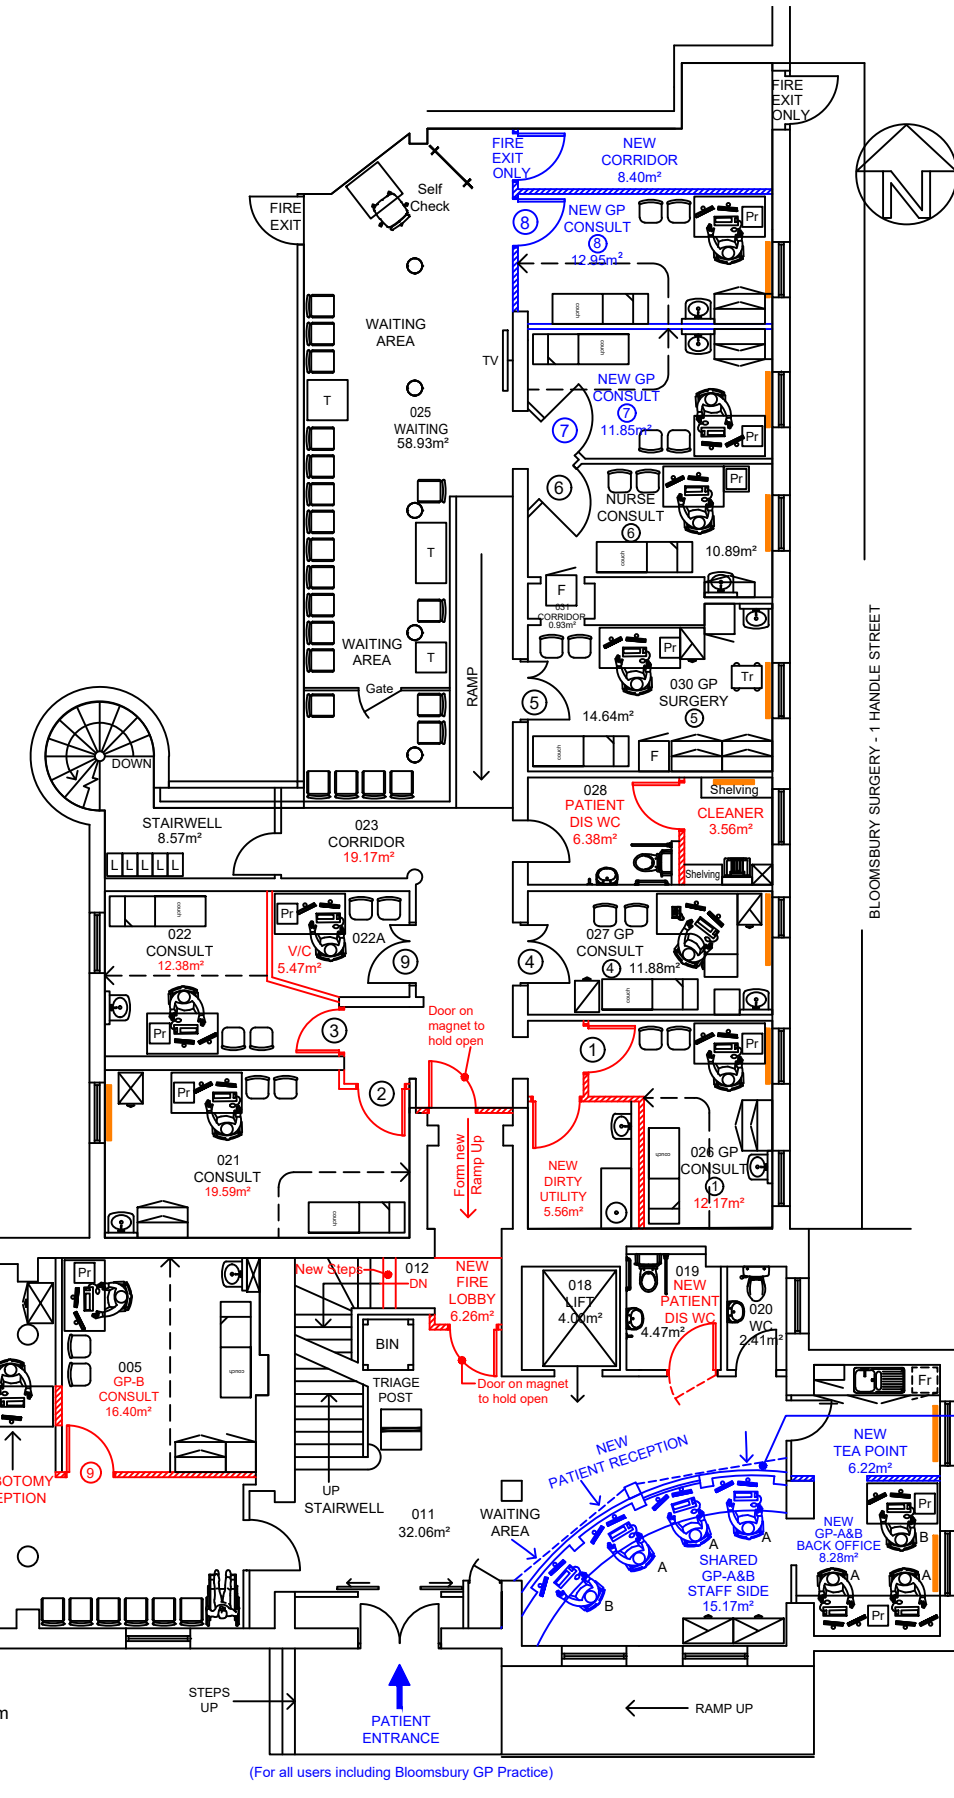 FIRE
EXIT
ONLY
FIRE
EXIT
ONLY
NEW
CORRIDOR
8.40m²
N
Self
Check
FIRE
EXIT
8
NEW GP
CONSULT
8
12.95m²
Pr
couch
WAITING
AREA
TV
couch
NEW GP
CONSULT
7
11.85m²
Pr
7
T
025
WAITING
58.93m²
6
NURSE
CONSULT
6
10.89m²
Pr
couch
T
F
031
CORRIDOR
0.93m²
WAITING
AREA
T
Gate
RAMP
Pr
030 GP
SURGERY
5
14.64m²
Tr
5
couch
F
BLOOMSBURY SURGERY - 1 HANDLE STREET
DOWN
STAIRWELL
8.57m²
L L L L L
023
CORRIDOR
19.17m²
028
PATIENT
DIS WC
6.38m²
Shelving
CLEANER
3.56m²
Shelving
couch
022
CONSULT
12.38m²
Pr
Pr
022A
V/C
5.47m²
9
4
027 GP
CONSULT
4
11.88m²
couch
3
Door on
magnet to
hold open
1
Pr
2
Pr
021
CONSULT
19.59m²
couch
Form new
Ramp Up
NEW
DIRTY
UTILITY
5.56m²
couch
026 GP
CONSULT
1
12.17m²
Pr
005
GP-B
CONSULT
16.40m²
couch
9
New Steps
012
DN
NEW
FIRE
LOBBY
6.26m²
BIN
TRIAGE
POST
Door on magnet
to hold open
018
LIFT
4.00m²
019
NEW
PATIENT
DIS WC
4.47m²
020
WC
2.41m²
Fr
NEW
TEA POINT
6.22m²
BOTOMY
EPTION
UP
STAIRWELL
011
32.06m²
WAITING
AREA
NEW
PATIENT RECEPTION
A
A
A
B
SHARED
GP-A&B
STAFF SIDE
15.17m²
NEW
GP-A&B
BACK OFFICE
8.28m²
Pr
B
A
A
Pr
STEPS
UP
PATIENT
ENTRANCE
RAMP UP
m
(For all users including Bloomsbury GP Practice)